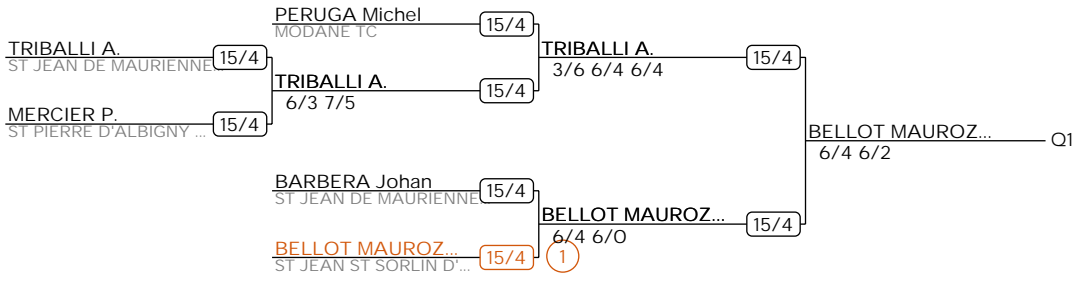 PERUGA Michel
MODANE TC
15/4
TRIBALLI A.
ST JEAN DE MAURIENNE...
15/4
TRIBALLI A.
3/6 6/4 6/4
15/4
TRIBALLI A.
6/3 7/5
15/4
MERCIER P.
ST PIERRE D'ALBIGNY ...
15/4
BELLOT MAUROZ...
6/4 6/2
Q1
BARBERA Johan
ST JEAN DE MAURIENNE...
15/4
BELLOT MAUROZ...
6/4 6/0
15/4
BELLOT MAUROZ...
ST JEAN ST SORLIN D'...
15/4
1